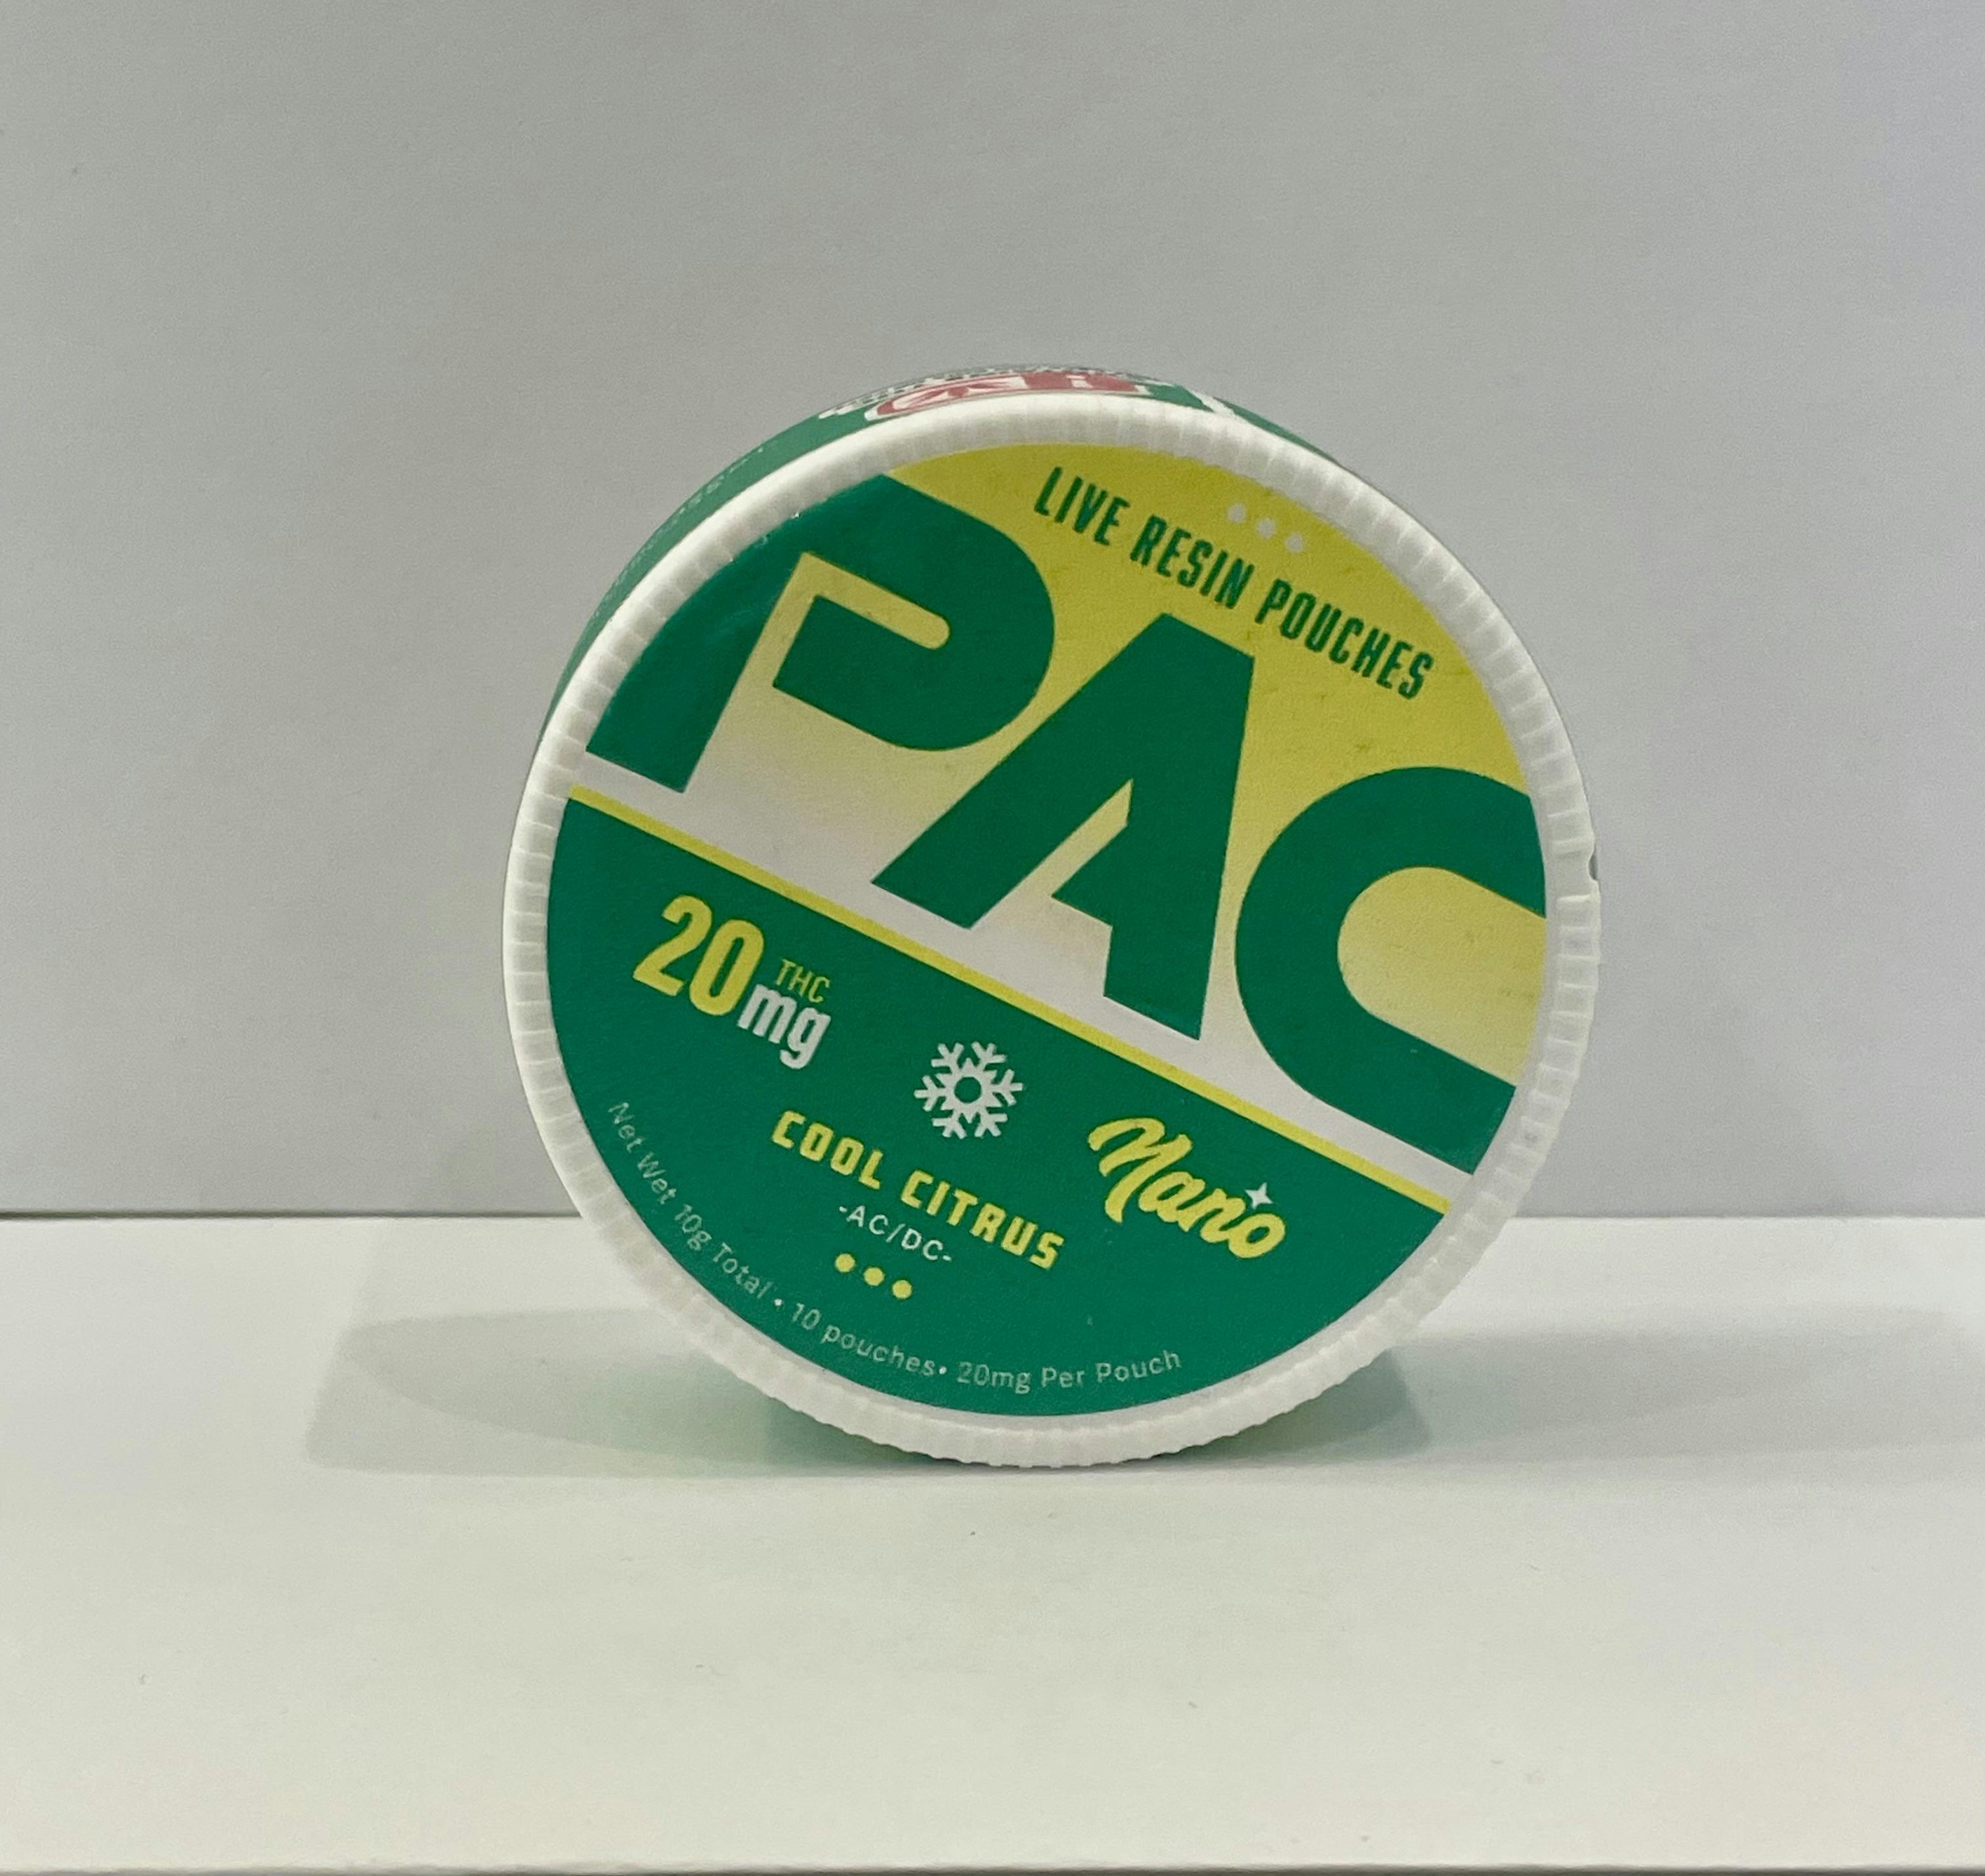 LIVE RESIN POUCHES
PAC
20 THC mg
COOL CITRUS
-AC/DC-
Nano
Net Wet 10g Total • 10 pouches • 20mg Per Pouch